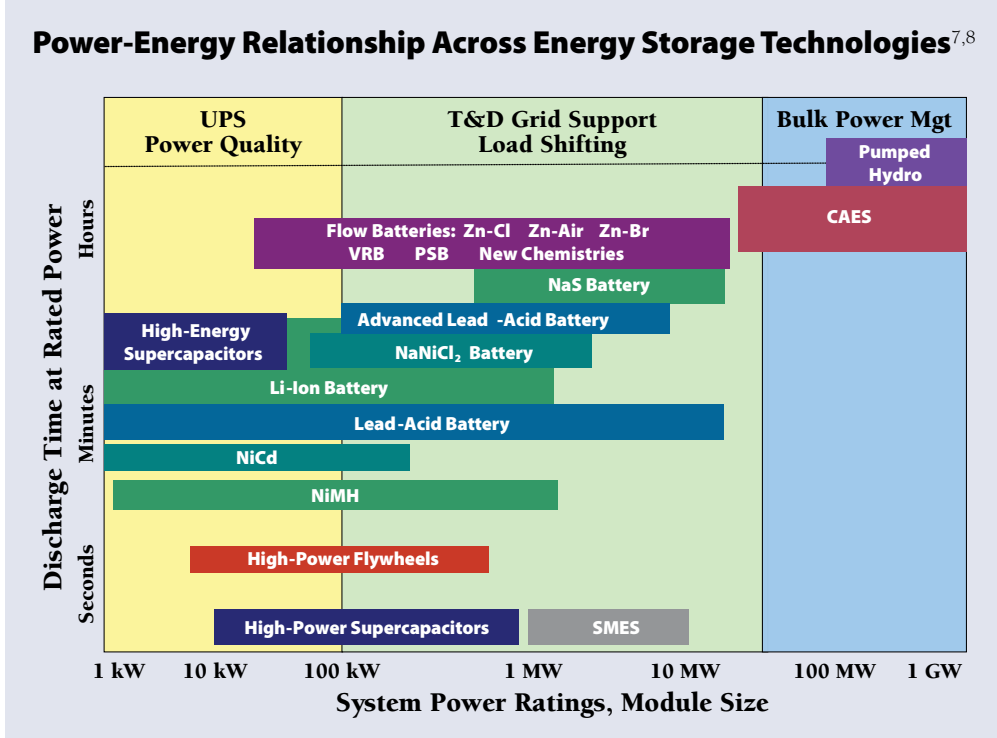 Power-Energy Relationship Across Energy Storage Technologies7,8
UPS
Power Quality
T&D Grid Support
Load Shifting
Bulk Power Mgt
Pumped
Hydro
CAES
Flow Batteries: Zn-Cl Zn-Air Zn-Br
VRB PSB New Chemistries
NaS Battery
Advanced Lead -Acid Battery
High-Energy
Supercapacitors
NaNiCl₂ Battery
Li-Ion Battery
Lead-Acid Battery
NiCd
NiMH
High-Power Flywheels
High-Power Supercapacitors
SMES
Discharge Time at Rated Power
Hours
Minutes
Seconds
1 kW
10 kW
100 kW
1 MW
10 MW
100 MW
1 GW
System Power Ratings, Module Size